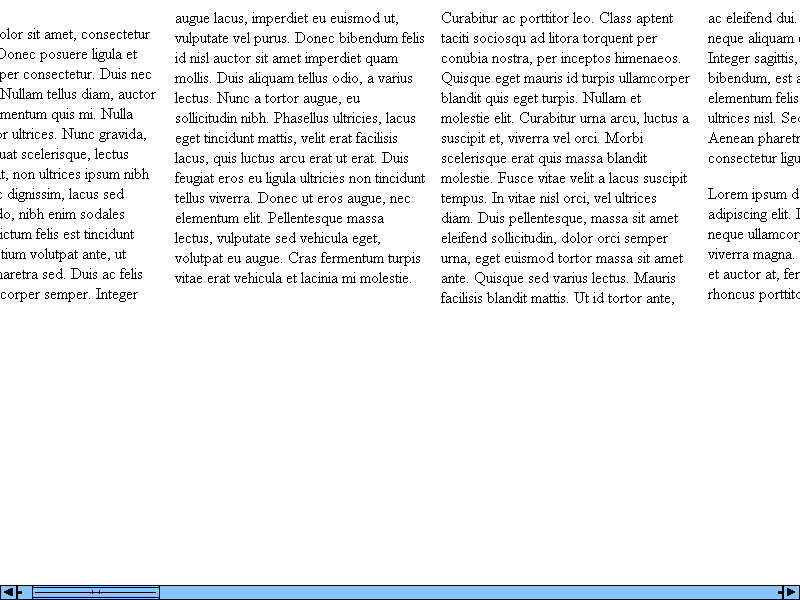 olor sit amet, consectetur
Donec posuere ligula et
per consectetur. Duis nec
Nullam tellus diam, auctor
mentum quis mi. Nulla
or ultrices. Nunc gravida,
uat scelerisque, lectus
t, non ultrices ipsum nibh
c dignissim, lacus sed
do, nibh enim sodales
ictum felis est tincidunt
tium volutpat ante, ut
haretra sed. Duis ac felis
corper semper. Integer
augue lacus, imperdiet eu euismod ut,
vulputate vel purus. Donec bibendum felis
id nisl auctor sit amet imperdiet quam
mollis. Duis aliquam tellus odio, a varius
lectus. Nunc a tortor augue, eu
sollicitudin nibh. Phasellus ultricies, lacus
eget tincidunt mattis, velit erat facilisis
lacus, quis luctus arcu erat ut erat. Duis
feugiat eros eu ligula ultricies non tincidunt
tellus viverra. Donec ut eros augue, nec
elementum elit. Pellentesque massa
lectus, vulputate sed vehicula eget,
volutpat eu augue. Cras fermentum turpis
vitae erat vehicula et lacinia mi molestie.
Curabitur ac porttitor leo. Class aptent
taciti sociosqu ad litora torquent per
conubia nostra, per inceptos himenaeos.
Quisque eget mauris id turpis ullamcorper
blandit quis eget turpis. Nullam et
molestie elit. Curabitur urna arcu, luctus a
suscipit et, viverra vel orci. Morbi
scelerisque erat quis massa blandit
molestie. Fusce vitae velit a lacus suscipit
tempus. In vitae nisl orci, vel ultrices
diam. Duis pellentesque, massa sit amet
eleifend sollicitudin, dolor orci semper
urna, eget euismod tortor massa sit amet
ante. Quisque sed varius lectus. Mauris
facilisis blandit mattis. Ut id tortor ante,
ac eleifend dui.
neque aliquam
Integer sagittis,
bibendum, est a
elementum felis
ultrices nisl. Sed
Aenean pharetr
consectetur ligu
Lorem ipsum d
adipiscing elit.
neque ullamcorp
viverra magna.
et auctor at, fer
rhoncus porttito